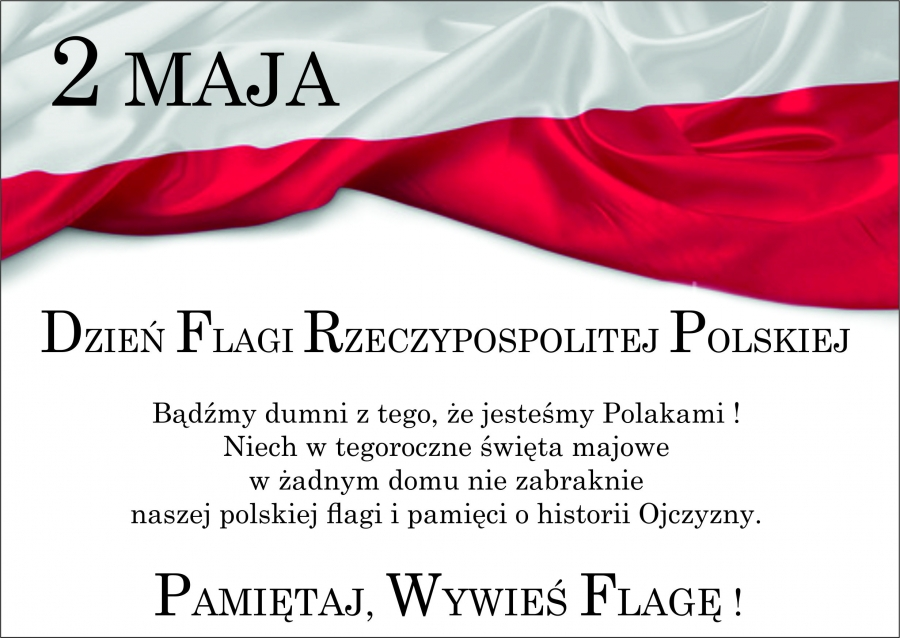 2 MAJA
DZIEŃ FLAGI RZECZYPOSPOLITEJ POLSKIEJ
Bądźmy dumni z tego, że jesteśmy Polakami !
Niech w tegoroczne święta majowe
w żadnym domu nie zabraknie
naszej polskiej flagi i pamięci o historii Ojczyzny.
PAMIĘTAJ, WYWIEŚ FLAGĘ !